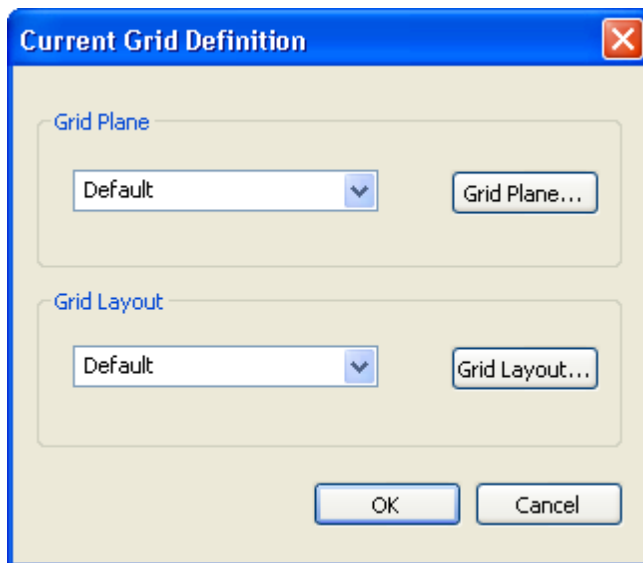 Current Grid Definition
Grid Plane
Default
Grid Plane...
Grid Layout
Default
Grid Layout...
OK
Cancel